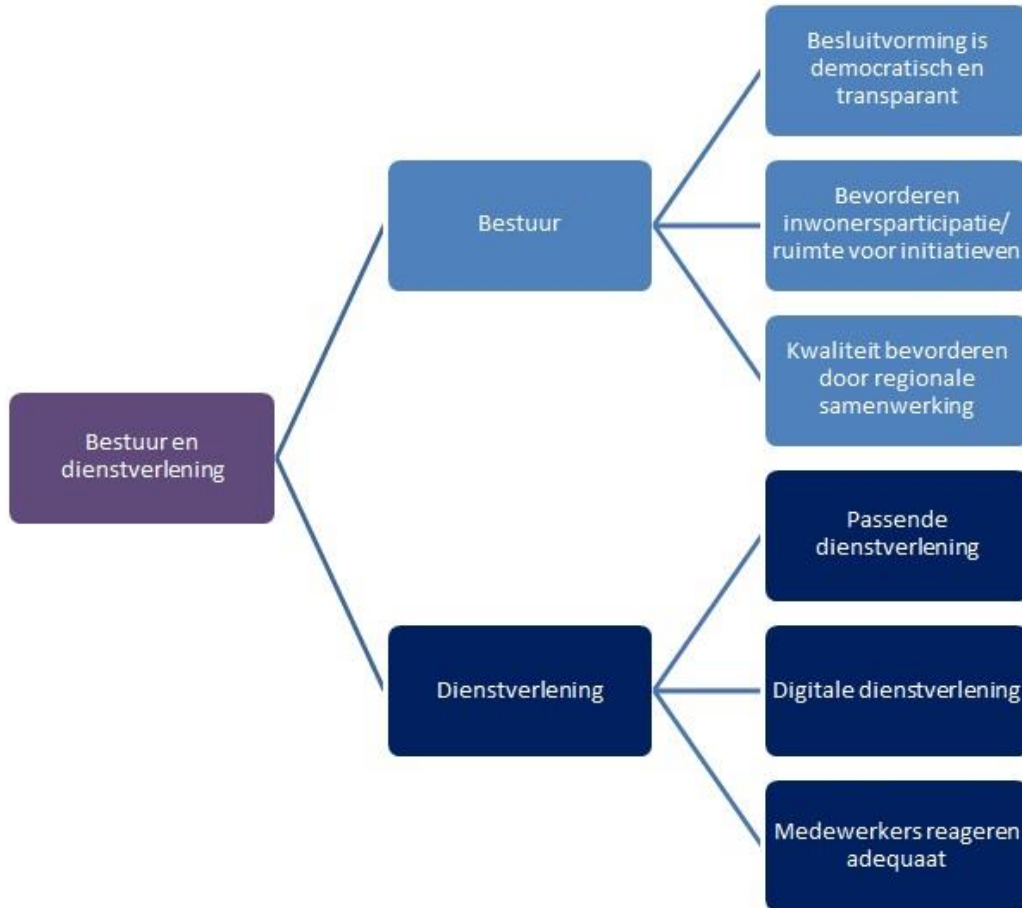 Bestuur en
dienstverlening
Bestuur
Besluitvorming is
democratisch en
transparant
Bevorderen
inwonersparticipatie/
ruimte voor initiatieven
Kwaliteit bevorderen
door regionale
samenwerking
Dienstverlening
Passende
dienstverlening
Digitale dienstverlening
Medewerkers reageren
adequaat